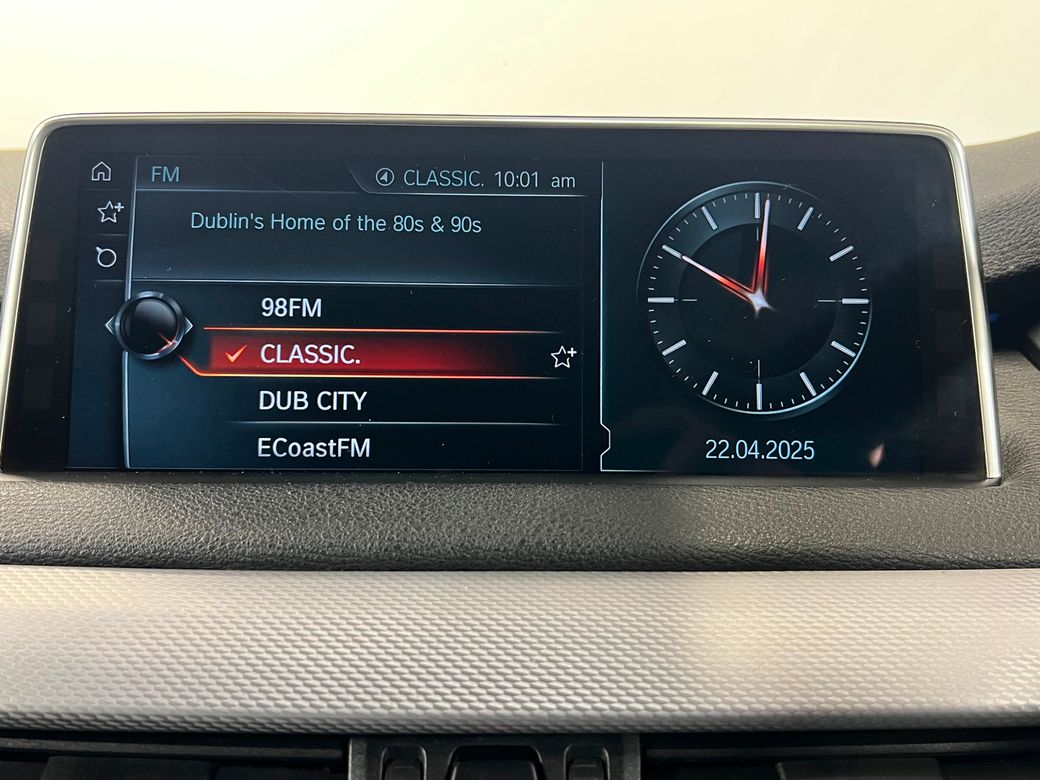 FM
CLASSIC. 10:01 am
Dublin's Home of the 80s & 90s
98FM
CLASSIC.
DUB CITY
ECoastFM
22.04.2025